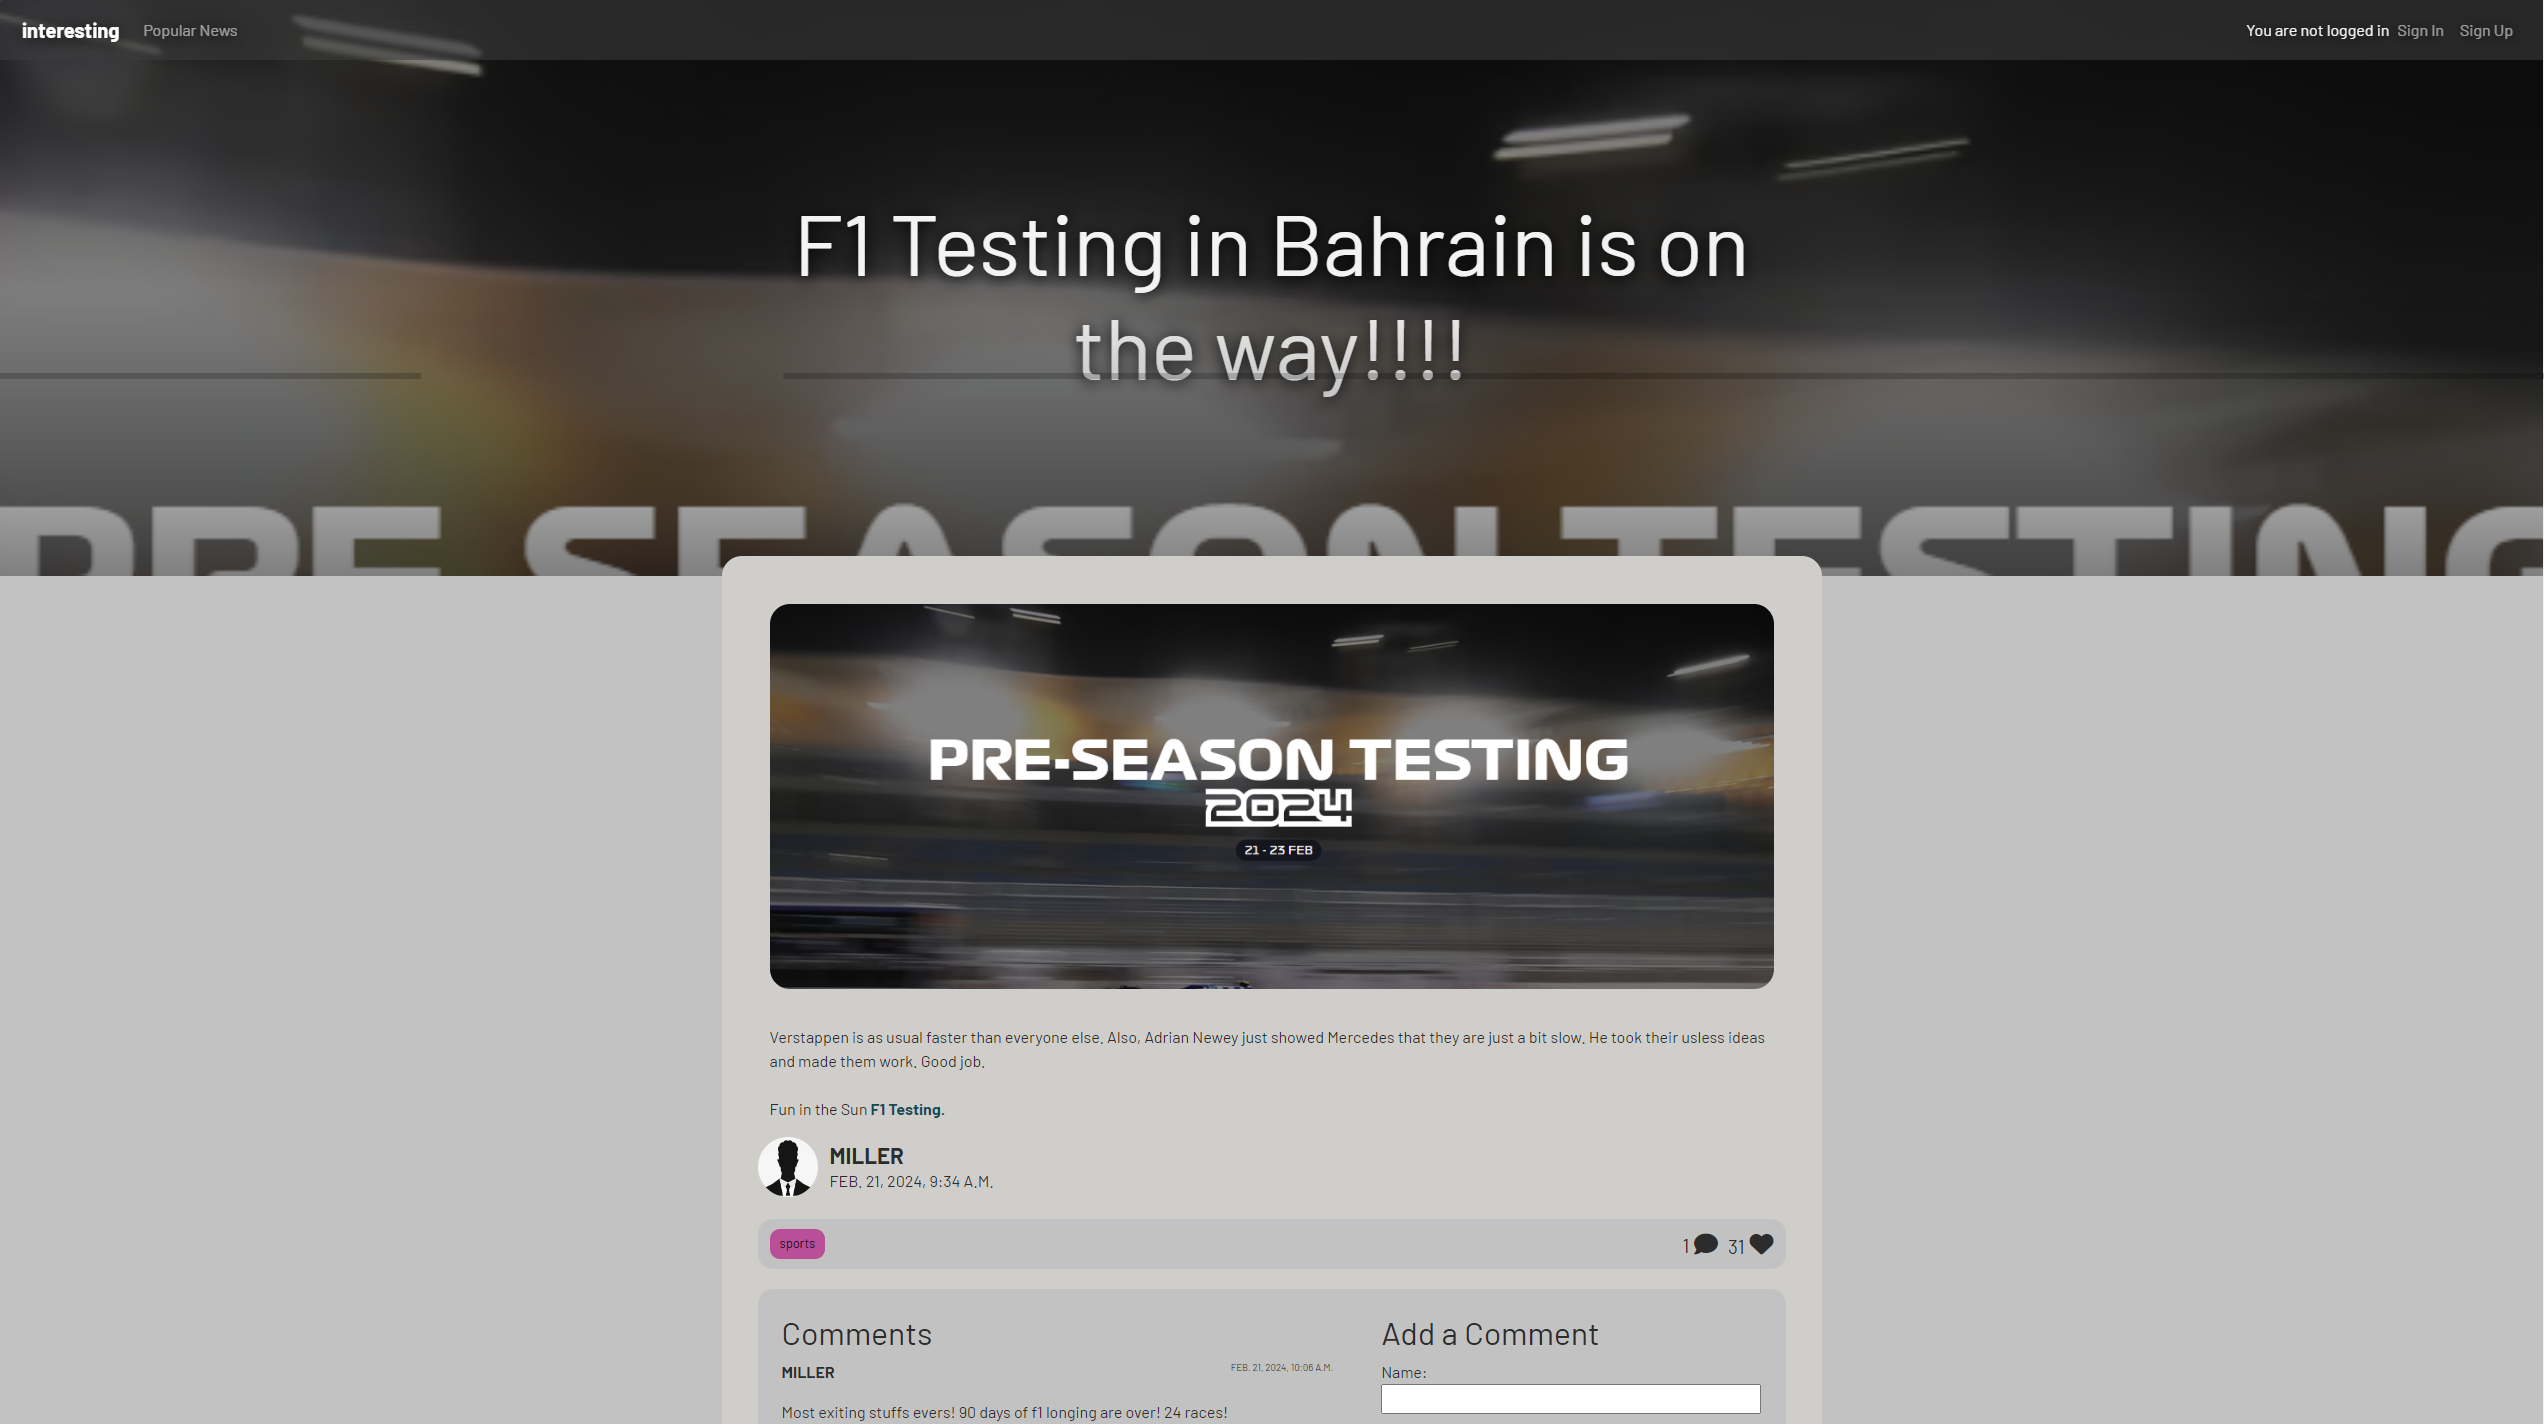 interesting Popular News You are not logged in Sign In Sign Up
F1 Testing in Bahrain is on
the way!!!!
PRE-SEASON TESTING
PRE-SEASON TESTING
2024
21 - 23 FEB
Verstappen is as usual faster than everyone else. Also, Adrian Newey just showed Mercedes that they are just a bit slow. He took their usless ideas
and made them work. Good job.
Fun in the Sun F1 Testing.
MILLER
FEB. 21, 2024, 9:34 A.M.
sports 1 31
Comments
MILLER FEB. 21, 2024, 10:06 A.M.
Most exiting stuffs evers! 90 days of f1 longing are over! 24 races!
Add a Comment
Name: